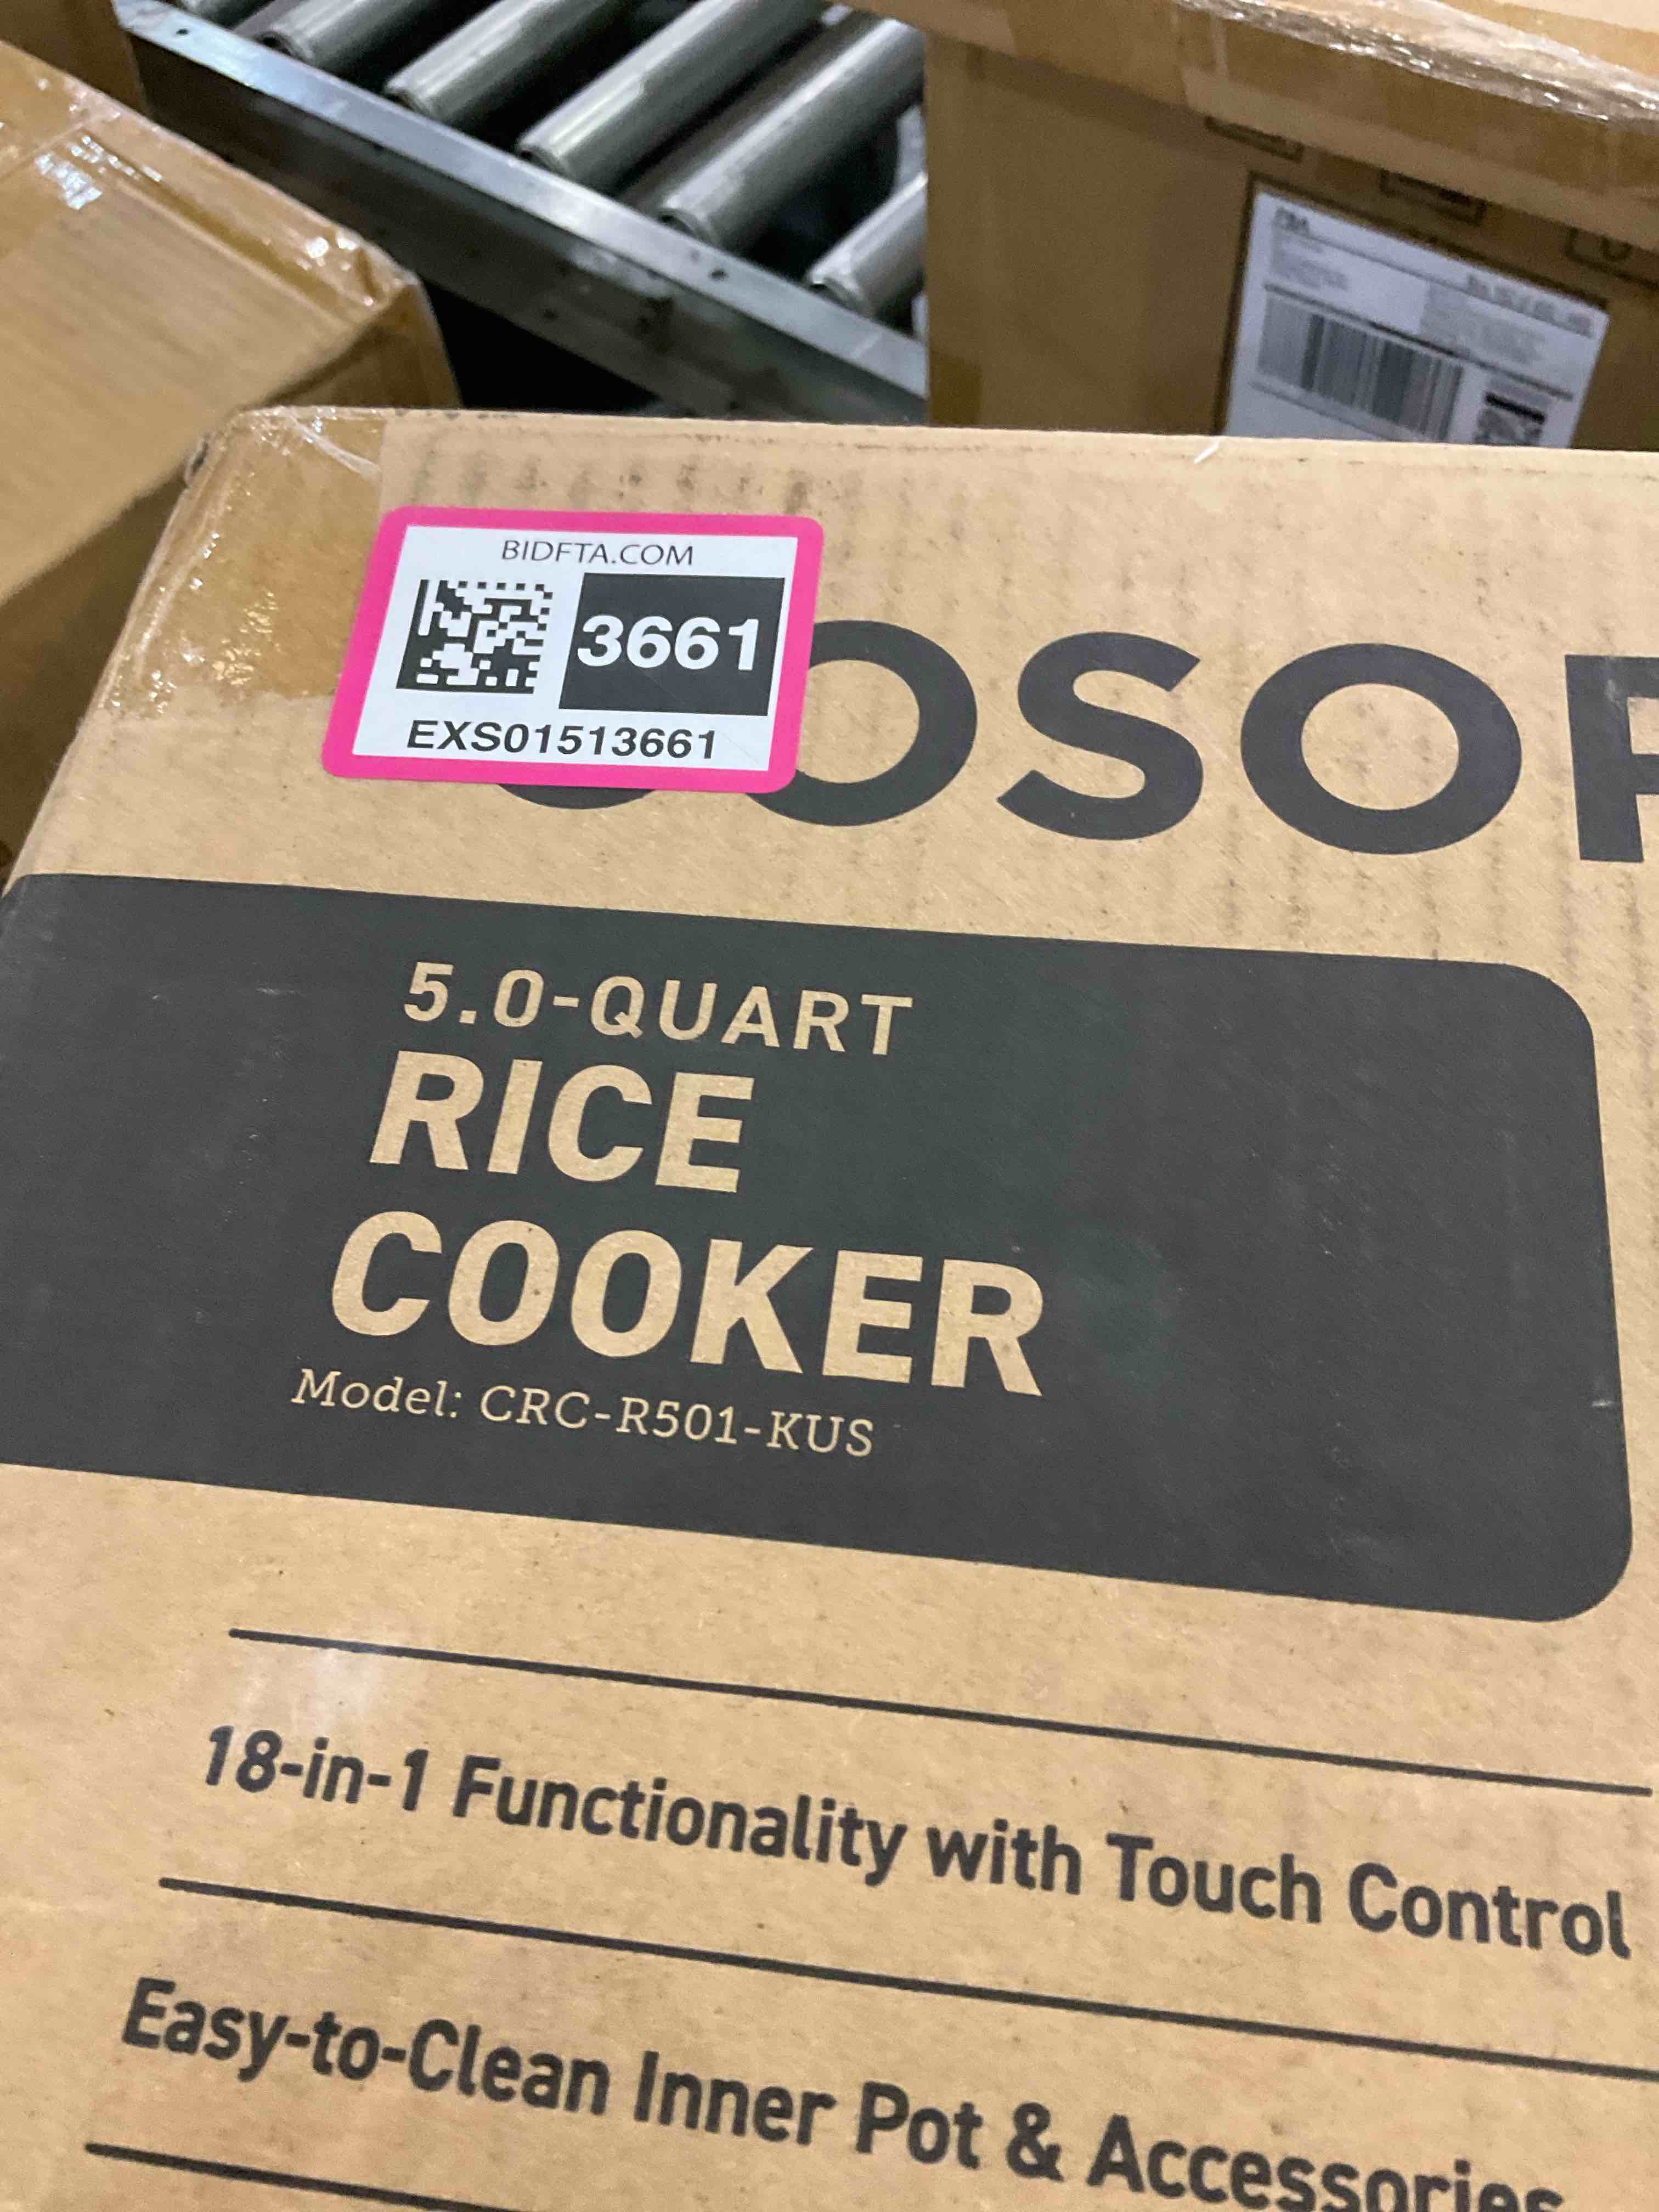 BIDFTA.COM
3661
EXS01513661
OSOR
5.0-QUART
RICE
COOKER
Model: CRC-R501-KUS
18-in-1 Functionality with Touch Control
Easy-to-Clean Inner Pot & Accessories